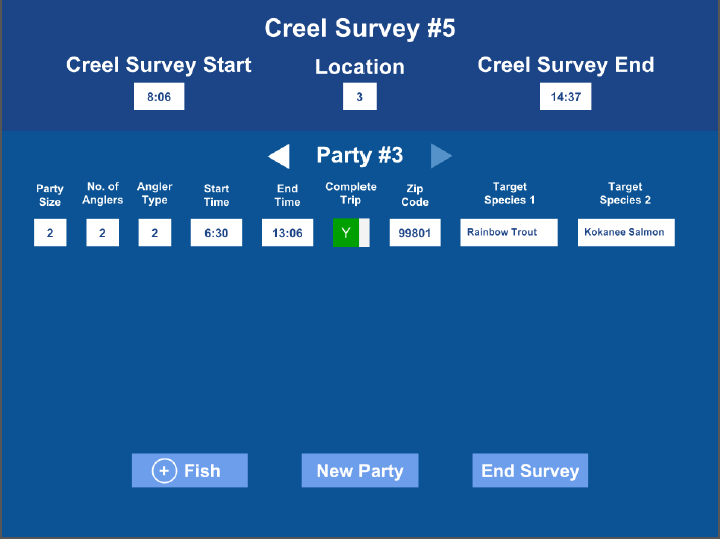 Creel Survey #5
Creel Survey Start
Location
Creel Survey End
8:06
3
14:37
Party #3
Party Size
No. of Anglers
Angler Type
Start Time
End Time
Complete Trip
Zip Code
Target Species 1
Target Species 2
2
2
2
6:30
13:06
Y
99801
Rainbow Trout
Kokanee Salmon
+ Fish
New Party
End Survey